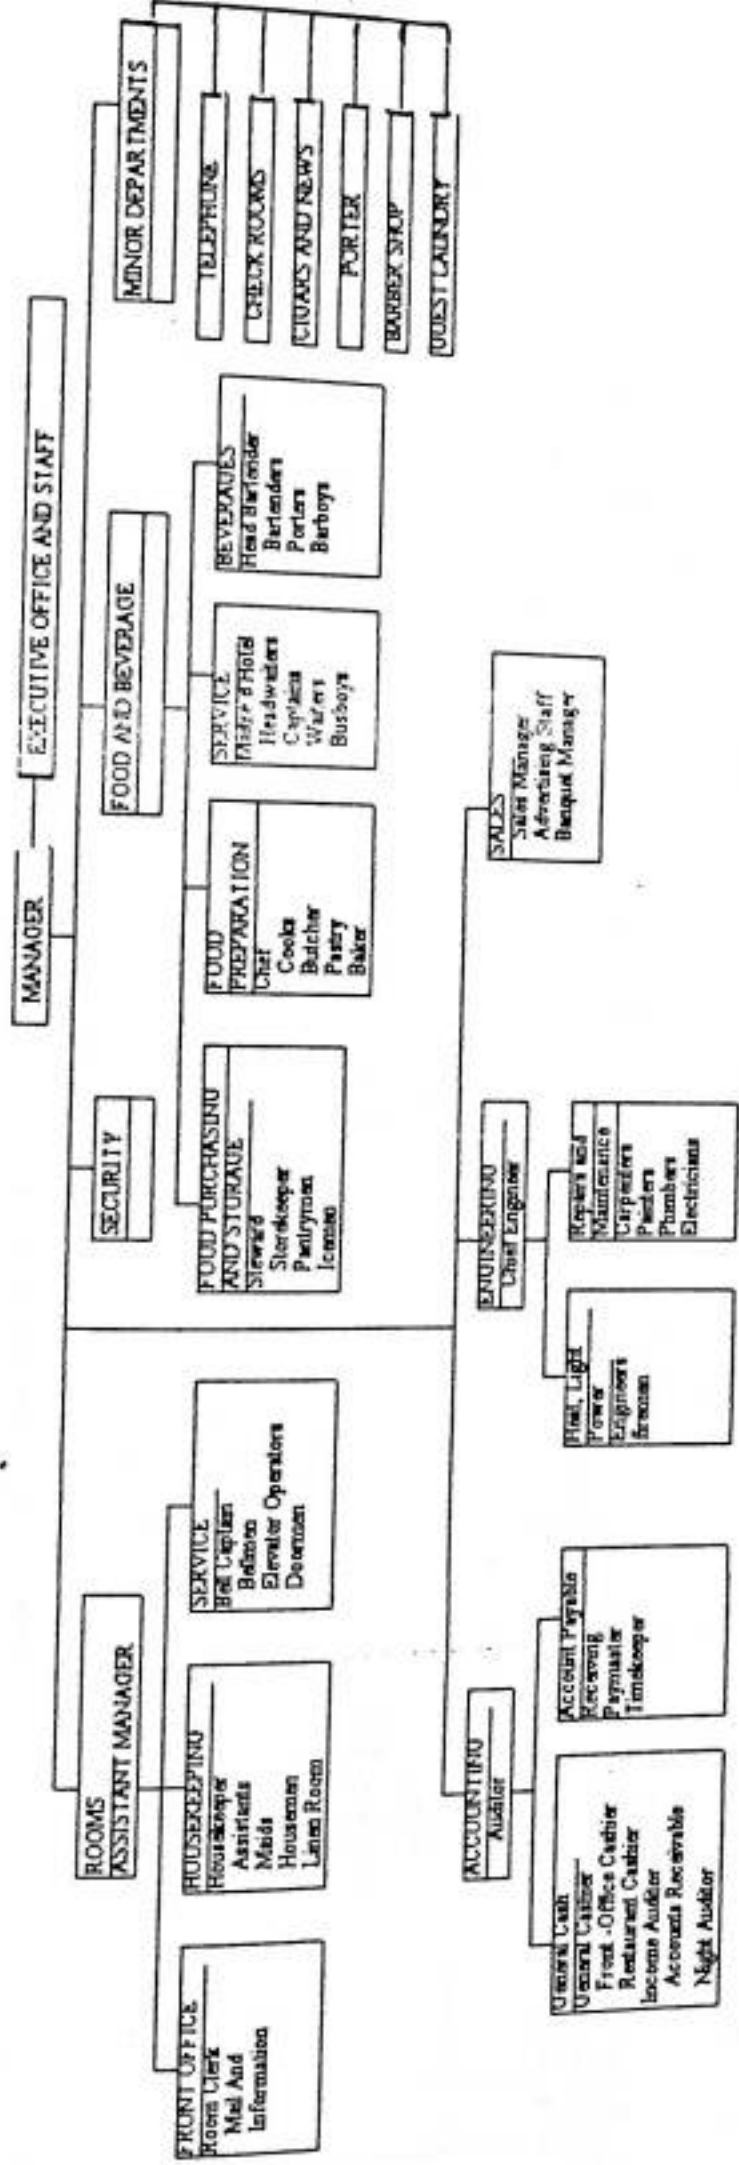 MANAGER
EXECUTIVE OFFICE AND STAFF
ROOMS
ASSISTANT MANAGER
SECURITY
FOOD AND BEVERAGE
MINOR DEPARTMENTS
FRONT OFFICE
Room Clerk
Mail And
Information
HOUSEKEEPING
Housekeeper
Assistants
Maids
Houseman
Linen Room
SERVICE
Bell Captain
Bellmen
Elevator Operators
Doormen
FOOD PURCHASING
AND STORAGE
Steward
Storekeeper
Pantrymen
Icemen
FOOD
PREPARATION
Chef
Cooks
Butcher
Pastry
Baker
SERVICE
Maitre d'Hotel
Headwaiters
Captains
Waiters
Busboys
BEVERAGES
Head Bartender
Bartenders
Porters
Barboys
TELEPHONE
CHECK ROOMS
CIGARS AND NEWS
PORTER
BARBER SHOP
GUEST LAUNDRY
ACCOUNTING
Auditor
ENGINEERING
Chief Engineer
SALES
Sales Manager
Advertising Staff
Banquet Manager
General Cash
General Cashier
Front -Office Cashier
Restaurant Cashier
Income Auditor
Accounts Receivable
Night Auditor
Account Payable
Receiving
Paymaster
Timekeeper
Heat, Light
Power
Engineers
firemen
Repairs and
Maintenance
Carpenters
Painters
Plumbers
Electricians